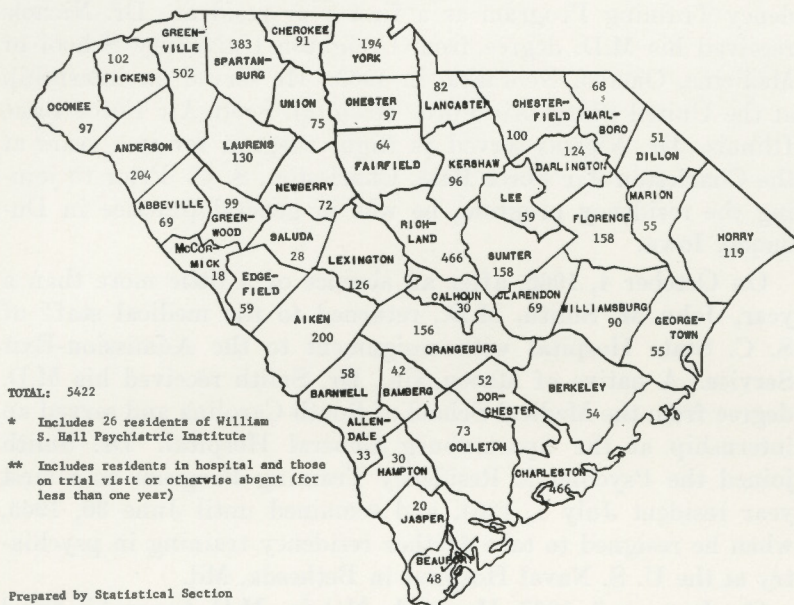 CHEROKEE
91
GREEN-
VILLE
502
383
SPARTAN-
BURG
194
YORK
102
PICKENS
OCONEE
97
UNION
75
CHESTER
97
82
LANCASTER
CHESTER-
FIELD
100
68
MARL-
BORO
51
DILLON
ANDERSON
294
LAURENS
130
64
FAIRFIELD
KERSHAW
96
124
DARLINGTON
MARION
55
ABBEVILLE
69
99
GREEN-
WOOD
NEWBERRY
72
LEE
59
FLORENCE
158
HORRY
119
McCOR-
MICK
18
SALUDA
28
LEXINGTON
126
RICH-
LAND
466
SUMTER
158
EDGE-
FIELD
59
CALHOUN
30
CLARENDON
69
WILLIAMSBURG
90
GEORGE-
TOWN
55
AIKEN
200
156
ORANGEBURG
58
BARNWELL
42
BAMBERG
52
DOR-
CHESTER
BERKELEY
54
ALLEN-
DALE
33
30
HAMPTON
73
COLLETON
CHARLESTON
466
20
JASPER
BEAUFORT
48
TOTAL: 5422
* Includes 26 residents of William
S. Hall Psychiatric Institute
** Includes residents in hospital and those
on trial visit or otherwise absent (for
less than one year)
Prepared by Statistical Section